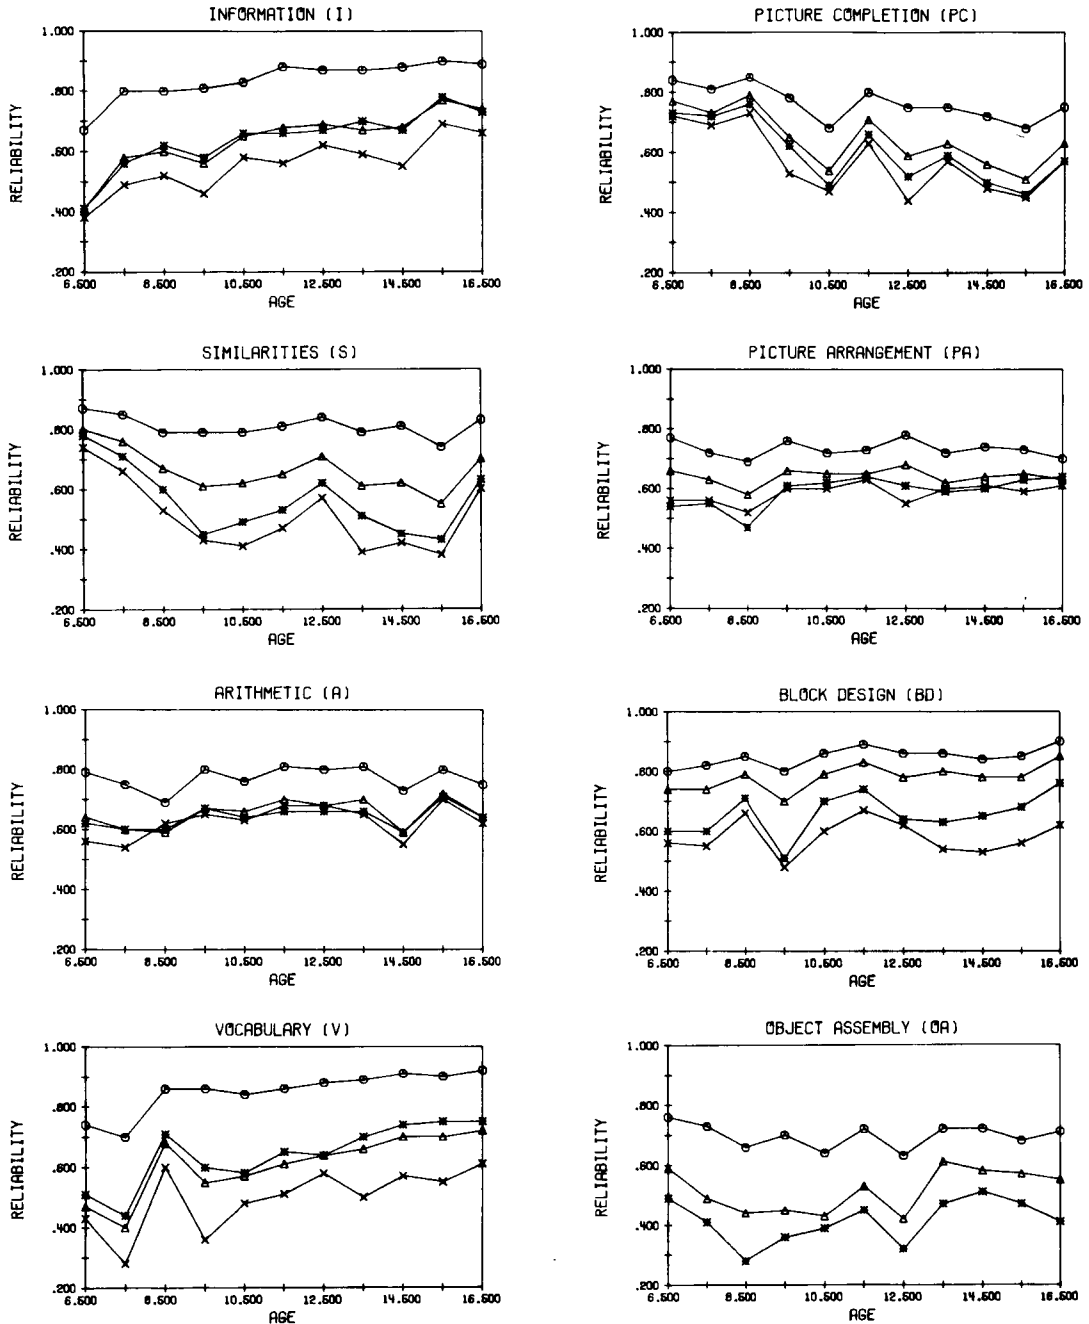 INFORMATION (I)
1.000
.800
.600
.400
.200
RELIABILITY
6.500 8.500 10.500 12.500 14.500 16.500
AGE
PICTURE COMPLETION (PC)
1.000
.800
.600
.400
.200
RELIABILITY
6.500 8.500 10.500 12.500 14.500 16.500
AGE
SIMILARITIES (S)
1.000
.800
.600
.400
.200
RELIABILITY
6.500 8.500 10.500 12.500 14.500 16.500
AGE
PICTURE ARRANGEMENT (PA)
1.000
.800
.600
.400
.200
RELIABILITY
6.500 8.500 10.500 12.500 14.500 16.500
AGE
ARITHMETIC (A)
1.000
.800
.600
.400
.200
RELIABILITY
6.500 8.500 10.500 12.500 14.500 16.500
AGE
BLOCK DESIGN (BD)
1.000
.800
.600
.400
.200
RELIABILITY
6.500 8.500 10.500 12.500 14.500 16.500
AGE
VOCABULARY (V)
1.000
.800
.600
.400
.200
RELIABILITY
6.500 8.500 10.500 12.500 14.500 16.500
AGE
OBJECT ASSEMBLY (OA)
1.000
.800
.600
.400
.200
RELIABILITY
6.500 8.500 10.500 12.500 14.500 16.500
AGE